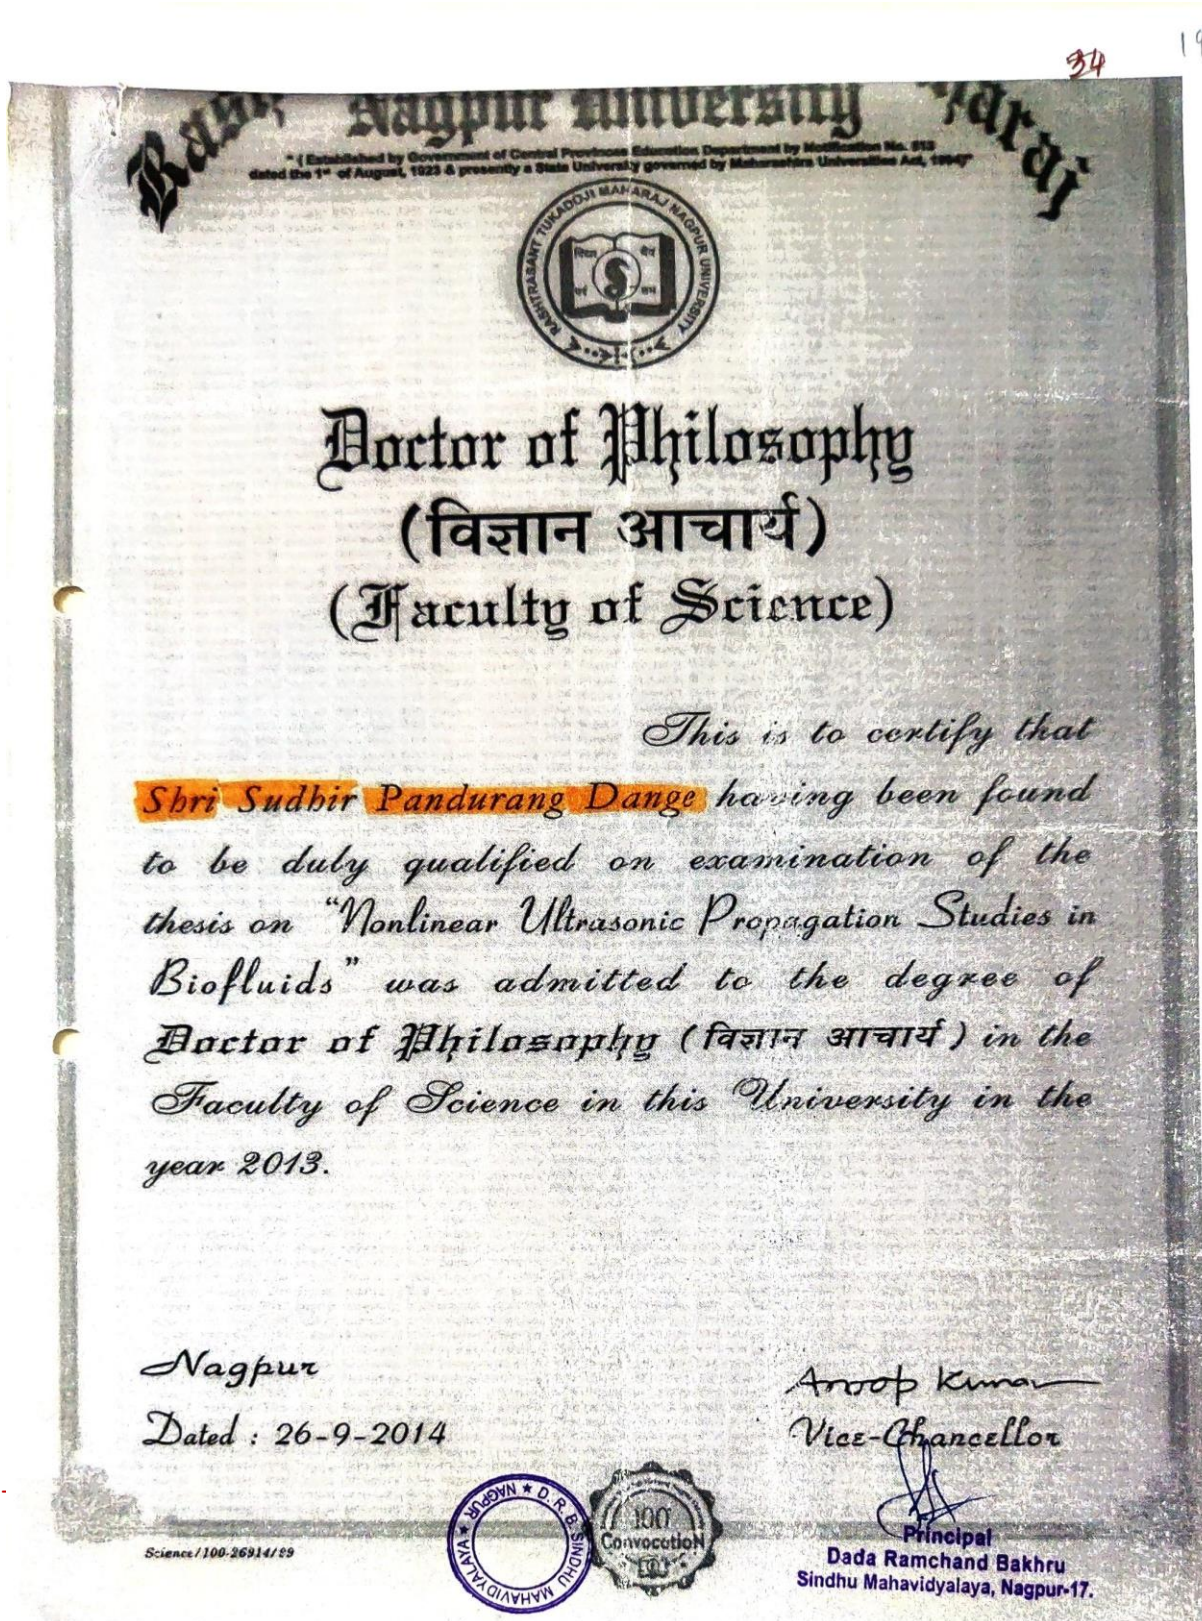 34
19
Nagpur University
"(Established by Government of Central Provinces Education Department by Notification No. 513
dated the 1st of August, 1923 & presently a State University governed by Maharashtra Universities Act, 1994)"
RASHTRASANT TUKADOJI MAHARAJ NAGPUR UNIVERSITY
Doctor of Philosophy
(विज्ञान आचार्य)
(Faculty of Science)
This is to certify that
Shri Sudhir Pandurang Dange having been found
to be duly qualified on examination of the
thesis on "Nonlinear Ultrasonic Propagation Studies in
Biofluids" was admitted to the degree of
Doctor of Philosophy (विज्ञान आचार्य) in the
Faculty of Science in this University in the
year 2013.
Nagpur
Anoop Kumar
Dated : 26-9-2014
Vice-Chancellor
D. R. B. SINDHU MAHAVIDYALAYA ★ NAGPUR ★
100
Convocation
Principal
Dada Ramchand Bakhru
Sindhu Mahavidyalaya, Nagpur-17.
Science/100-26914/99